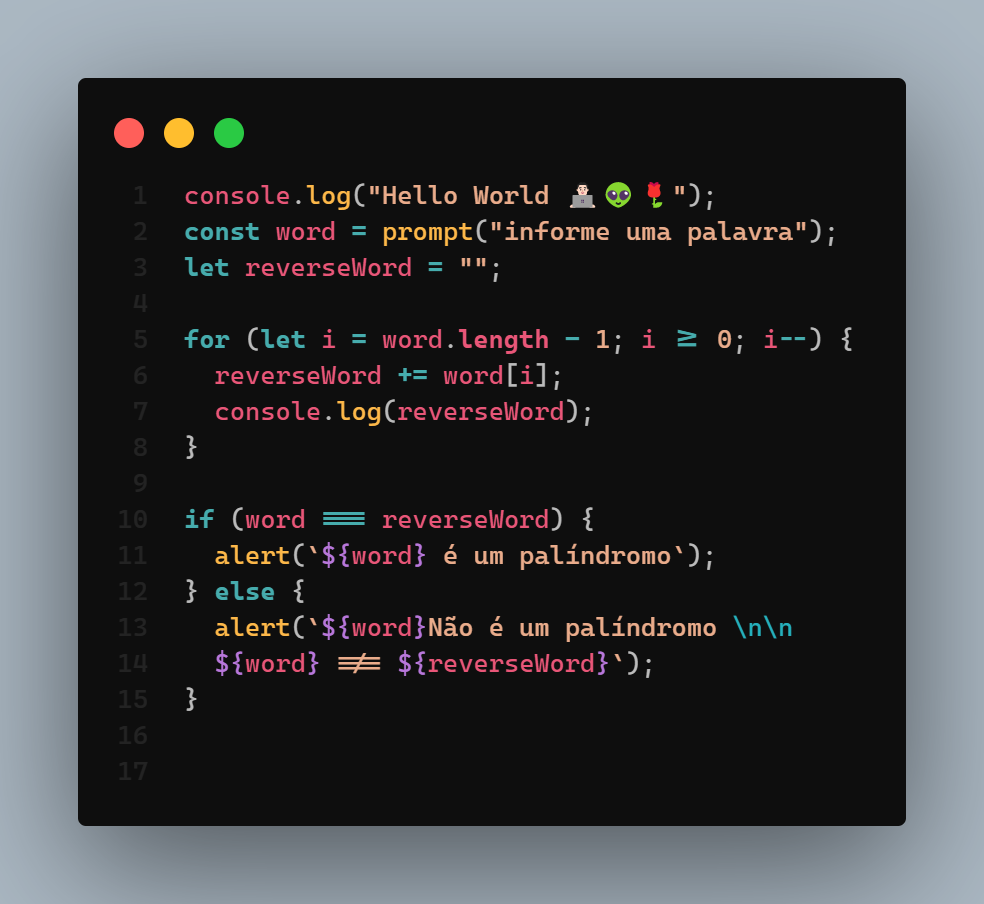 1 console.log("Hello World 👨🏻‍💻👽🌹");
2 const word = prompt("informe uma palavra");
3 let reverseWord = "";
4
5 for (let i = word.length - 1; i >= 0; i--) {
6 reverseWord += word[i];
7 console.log(reverseWord);
8 }
9
10 if (word === reverseWord) {
11 alert(`${word} é um palíndromo`);
12 } else {
13 alert(`${word}Não é um palíndromo \n\n
14 ${word} !== ${reverseWord}`);
15 }
16
17